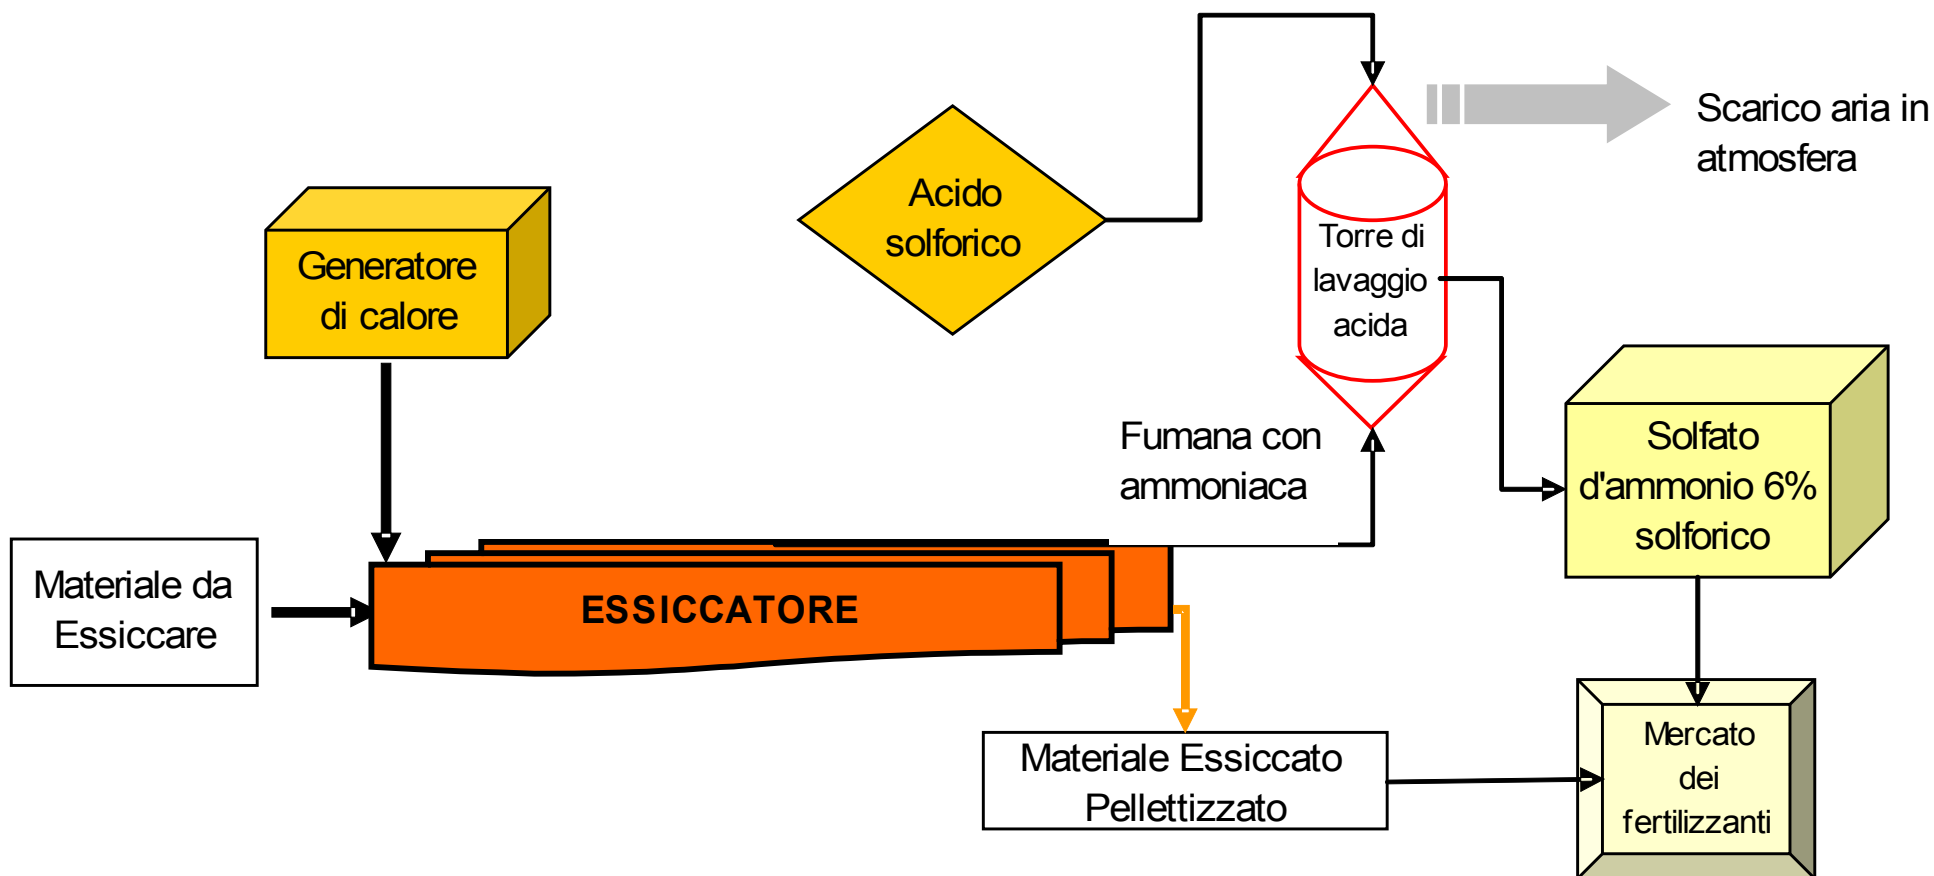 Scarico aria in
atmosfera
Acido
solforico
Torre di
lavaggio
acida
Generatore
di calore
Fumana con
ammoniaca
Solfato
d'ammonio 6%
solforico
Materiale da
Essiccare
ESSICCATORE
Materiale Essiccato
Pellettizzato
Mercato
dei
fertilizzanti